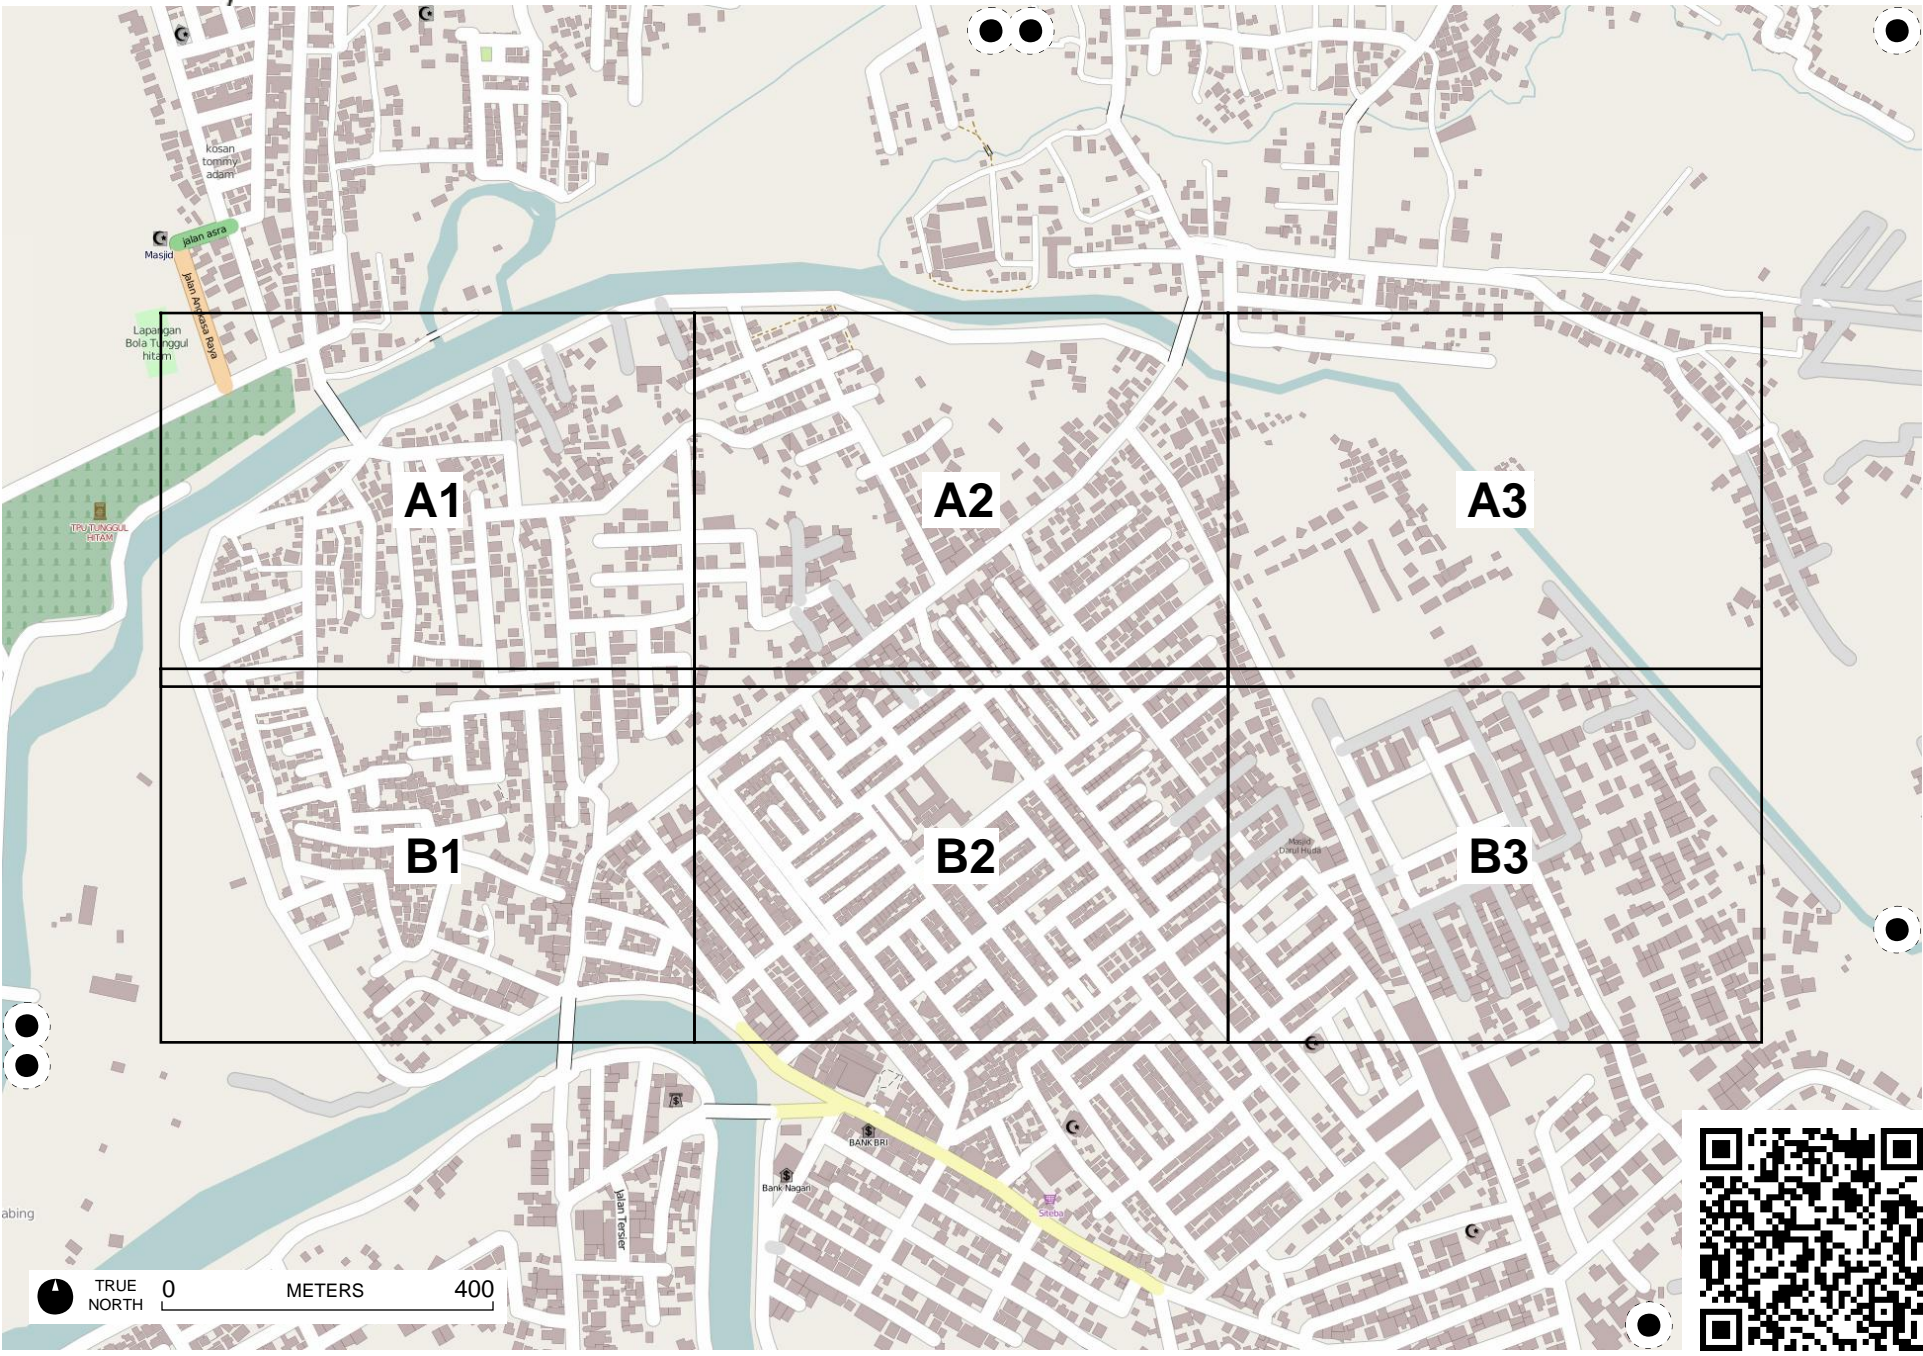 kosan
tommy
adam
jalan asra
Masjid
Jalan Angkasa Raya
Lapangan
Bola Tunggul
hitam
TPU TUNGGUL
HITAM
A1
A2
A3
B1
B2
B3
Masjid
Darul Huda
BANK BRI
Bank Nagari
Siteba
Jalan Tersier
abing
TRUE
NORTH
0
METERS
400